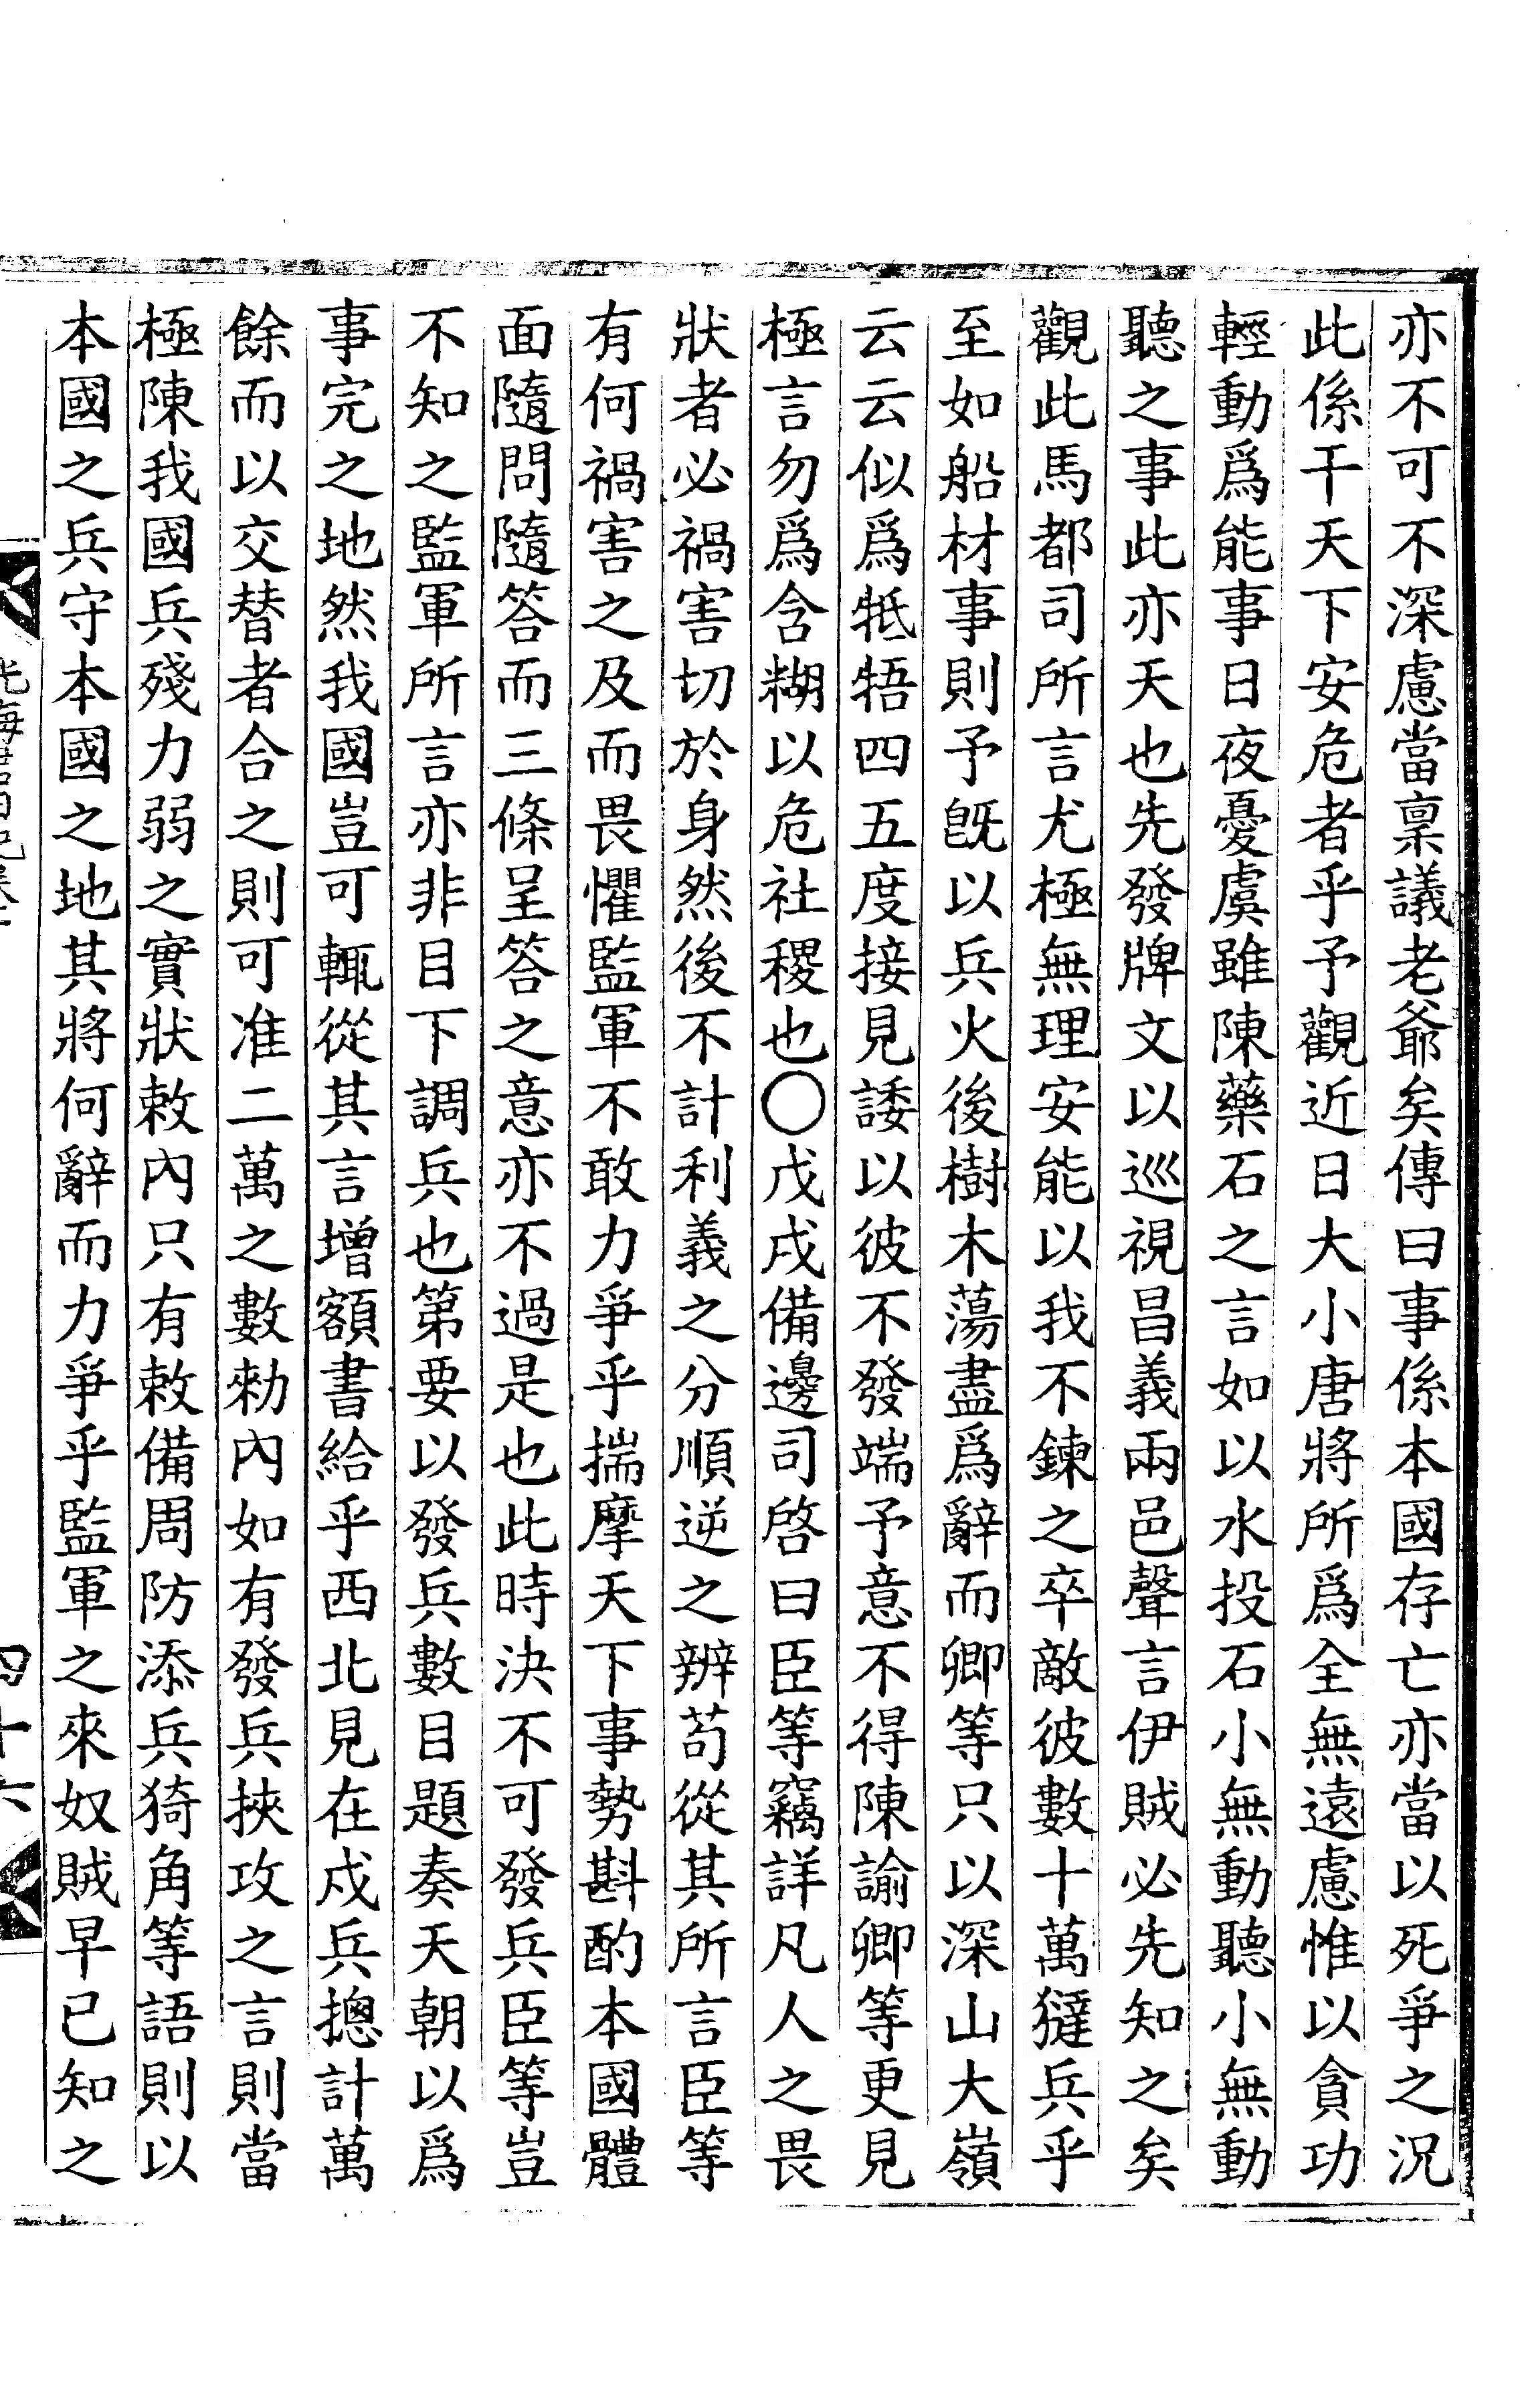 亦不可不深慮當稟議老爺矣傳曰事係本國存亡亦當以死爭之況
此係干天下安危者乎予觀近日大小唐將所爲全無遠慮惟以貪功
輕動爲能事日夜憂虞雖陳藥石之言如以水投石小無動聽小無動
聽之事此亦天也先發牌文以巡視昌義兩邑聲言伊賊必先知之矣
觀此馬都司所言尤極無理安能以我不鍊之卒敵彼數十萬㺚兵乎
至如船材事則予旣以兵火後樹木蕩盡爲辭而卿等只以深山大嶺
云云似爲牴牾四五度接見諉以彼不發端予意不得陳諭卿等更見
極言勿爲含糊以危社稷也○戊戌備邊司啓曰臣等竊詳凡人之畏
狀者必禍害切於身然後不計利義之分順逆之辨苟從其所言臣等
有何禍害之及而畏懼監軍不敢力爭乎揣摩天下事勢斟酌本國體
面隨問隨答而三條呈答之意亦不過是也此時決不可發兵臣等豈
不知之監軍所言亦非目下調兵也第要以發兵數目題奏天朝以爲
事完之地然我國豈可輒從其言增額書給乎西北見在戍兵摠計萬
餘而以交替者合之則可准二萬之數勑內如有發兵挾攻之言則當
極陳我國兵殘力弱之實狀敕內只有敕備周防添兵猗角等語則以
本國之兵守本國之地其將何辭而力爭乎監軍之來奴賊早已知之
四十六